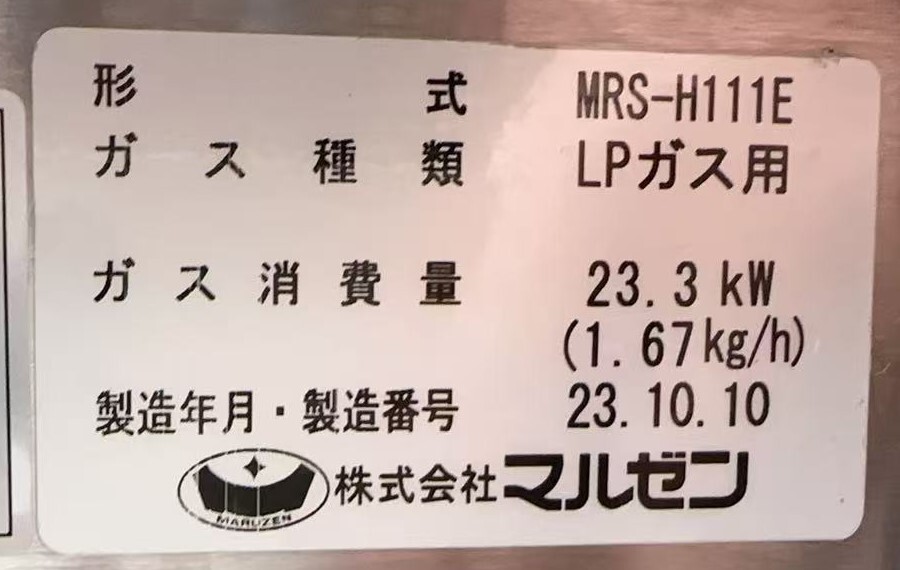 形式 MRS-H111E
ガス種類 LPガス用
ガス消費量 23.3 kW
(1.67kg/h)
製造年月・製造番号 23.10.10
MARUZEN 株式会社マルゼン